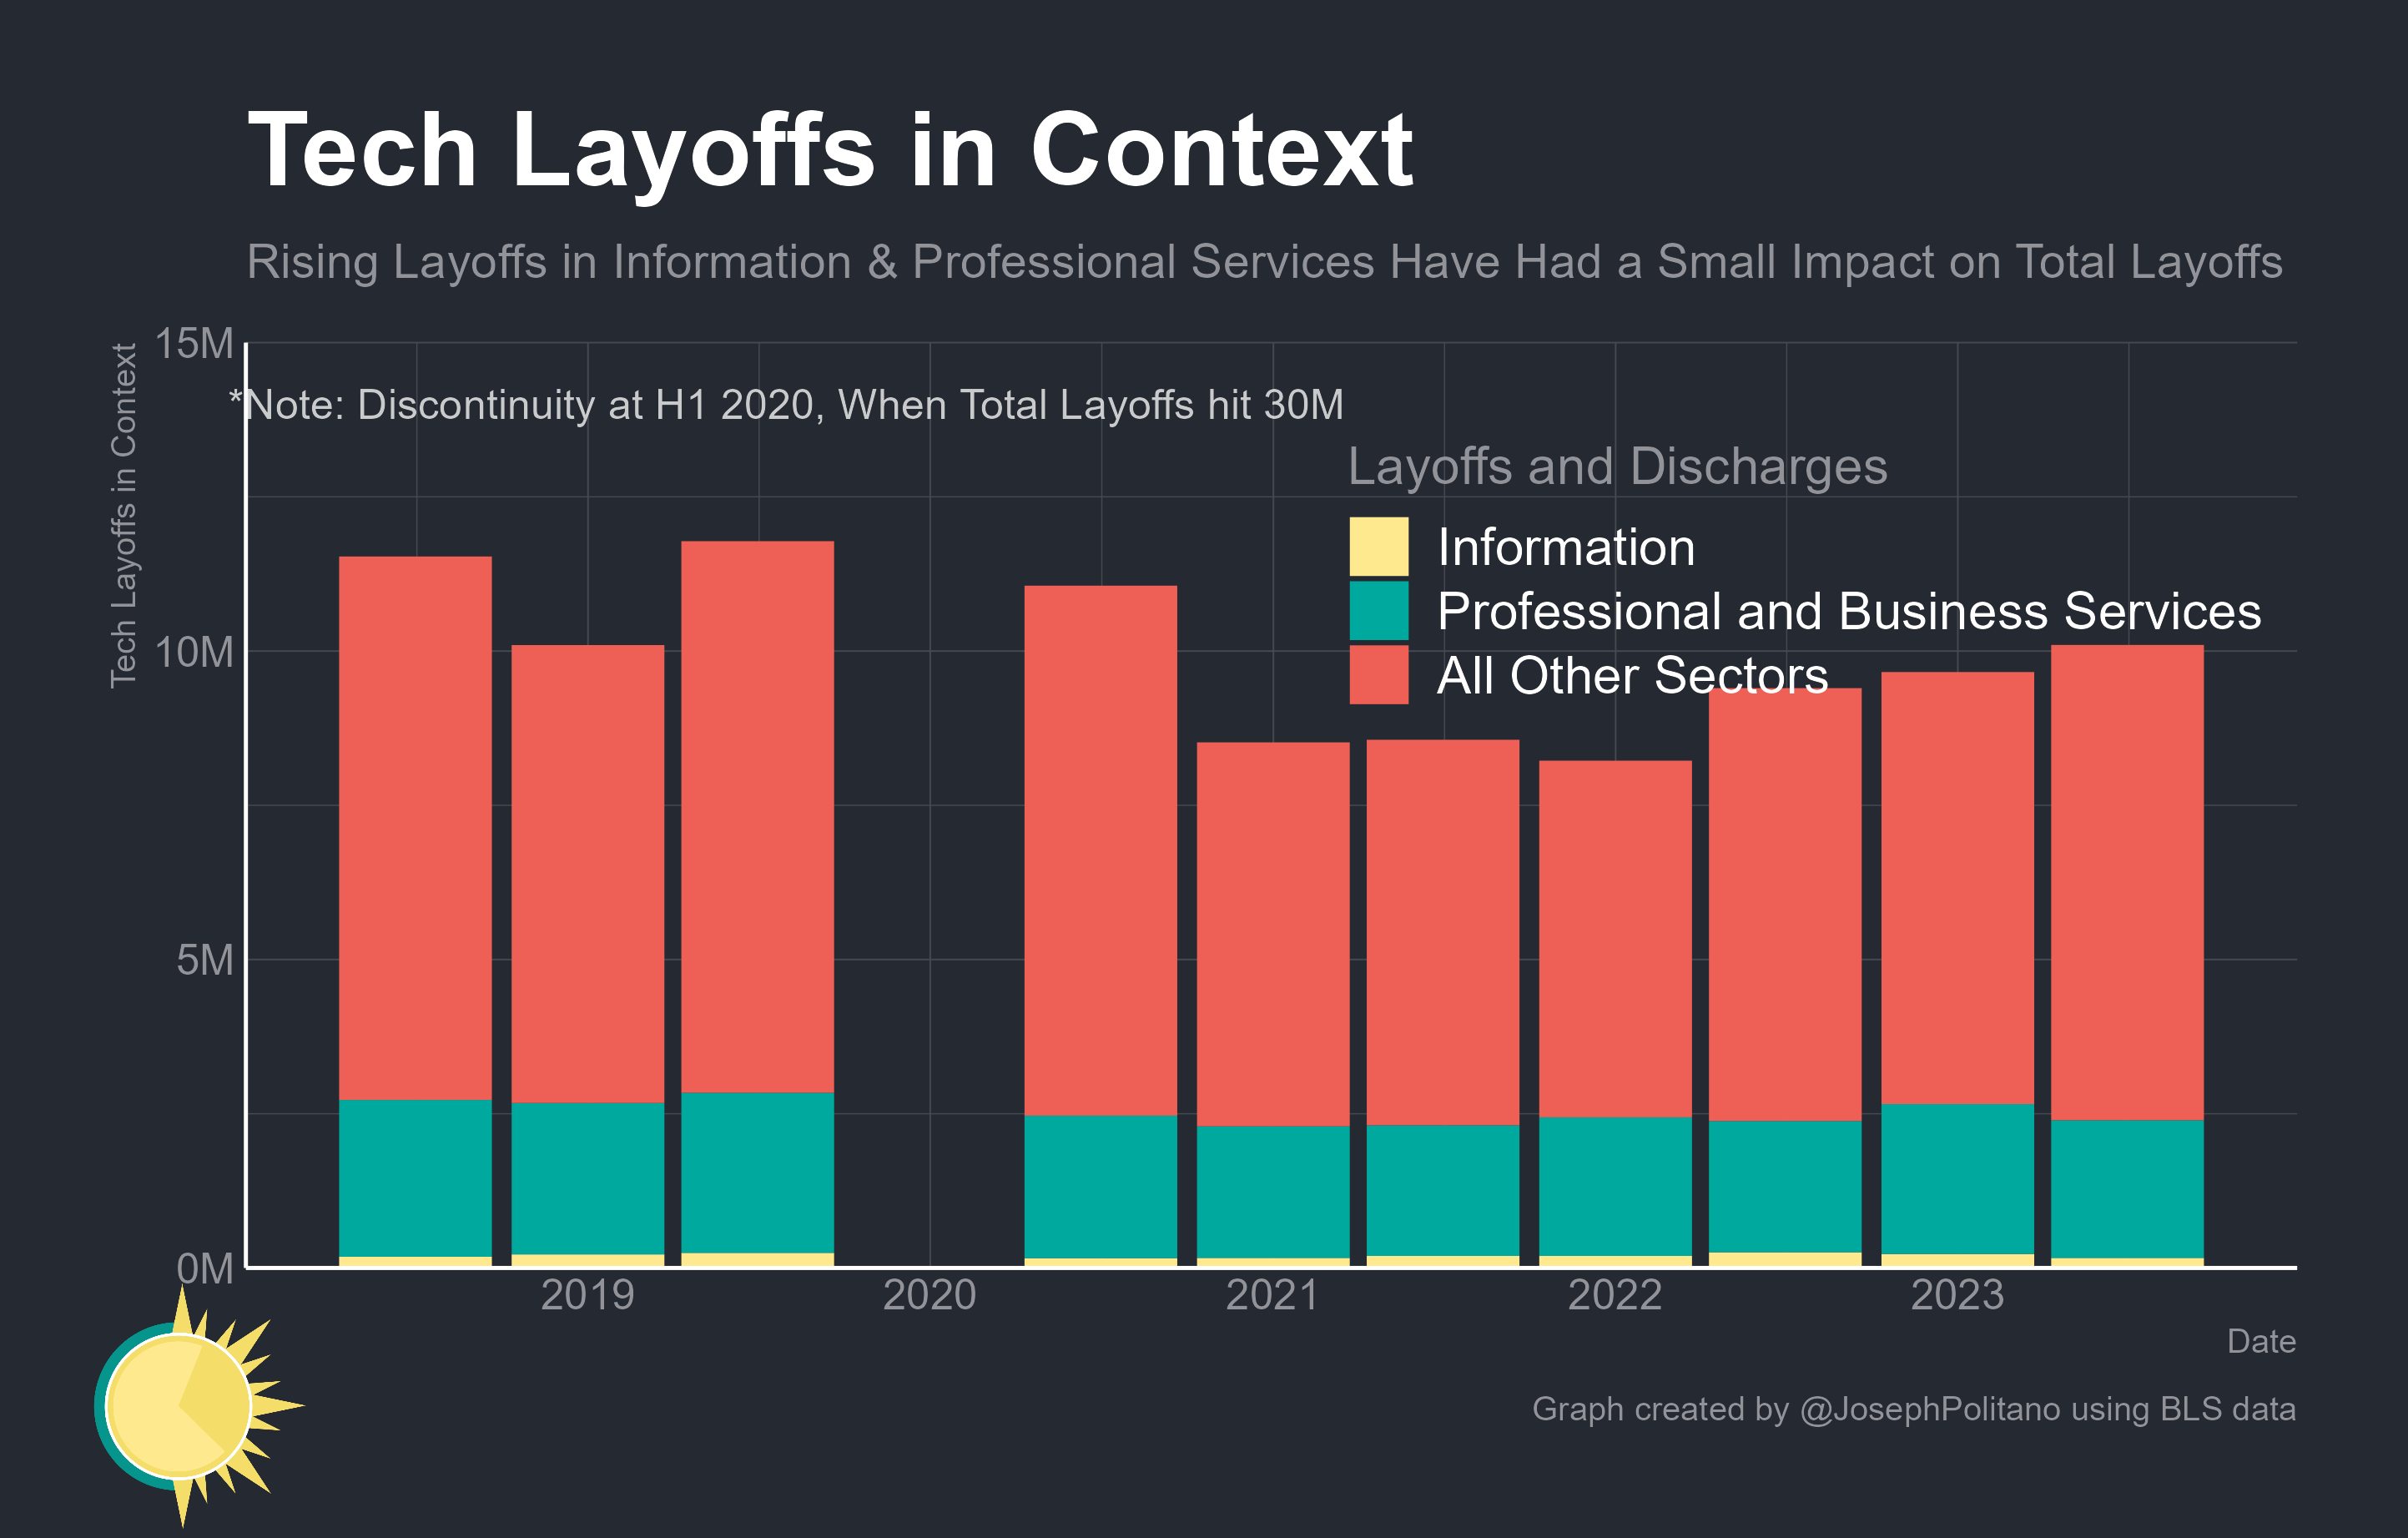 Tech Layoffs in Context
Rising Layoffs in Information & Professional Services Have Had a Small Impact on Total Layoffs
Tech Layoffs in Context
15M
*Note: Discontinuity at H1 2020, When Total Layoffs hit 30M
Layoffs and Discharges
Information
Professional and Business Services
All Other Sectors
10M
5M
0M
2019 2020 2021 2022 2023
Date
Graph created by @JosephPolitano using BLS data